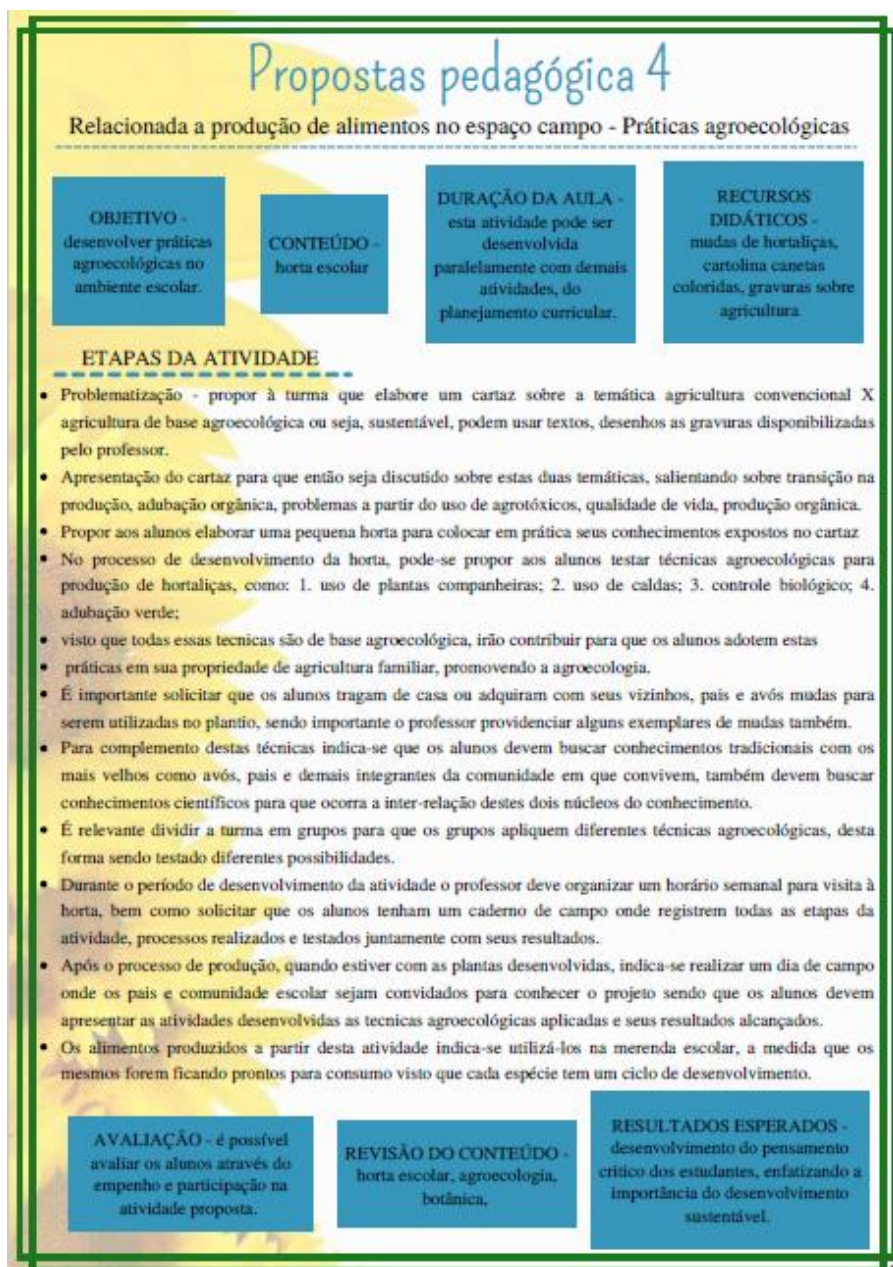 Propostas pedagógica 4
Relacionada a produção de alimentos no espaço campo - Práticas agroecológicas
OBJETIVO -
desenvolver práticas
agroecológicas no
ambiente escolar.
CONTEÚDO -
horta escolar
DURAÇÃO DA AULA -
esta atividade pode ser
desenvolvida
paralelamente com demais
atividades, do
planejamento curricular.
RECURSOS
DIDÁTICOS -
mudas de hortaliças,
cartolina canetas
coloridas, gravuras sobre
agricultura
ETAPAS DA ATIVIDADE
• Problematização - propor à turma que elabore um cartaz sobre a temática agricultura convencional X
agricultura de base agroecológica ou seja, sustentável, podem usar textos, desenhos as gravuras disponibilizadas
pelo professor.
• Apresentação do cartaz para que então seja discutido sobre estas duas temáticas, salientando sobre transição na
produção, adubação orgânica, problemas a partir do uso de agrotóxicos, qualidade de vida, produção orgânica.
• Propor aos alunos elaborar uma pequena horta para colocar em prática seus conhecimentos expostos no cartaz
• No processo de desenvolvimento da horta, pode-se propor aos alunos testar técnicas agroecológicas para
produção de hortaliças, como: 1. uso de plantas companheiras; 2. uso de caldas; 3. controle biológico; 4.
adubação verde;
• visto que todas essas tecnicas são de base agroecológica, irão contribuir para que os alunos adotem estas
• práticas em sua propriedade de agricultura familiar, promovendo a agroecologia.
• É importante solicitar que os alunos tragam de casa ou adquiram com seus vizinhos, pais e avós mudas para
serem utilizadas no plantio, sendo importante o professor providenciar alguns exemplares de mudas também.
• Para complemento destas técnicas indica-se que os alunos devem buscar conhecimentos tradicionais com os
mais velhos como avós, pais e demais integrantes da comunidade em que convivem, também devem buscar
conhecimentos científicos para que ocorra a inter-relação destes dois núcleos do conhecimento.
• É relevante dividir a turma em grupos para que os grupos apliquem diferentes técnicas agroecológicas, desta
forma sendo testado diferentes possibilidades.
• Durante o período de desenvolvimento da atividade o professor deve organizar um horário semanal para visita à
horta, bem como solicitar que os alunos tenham um caderno de campo onde registrem todas as etapas da
atividade, processos realizados e testados juntamente com seus resultados.
• Após o processo de produção, quando estiver com as plantas desenvolvidas, indica-se realizar um dia de campo
onde os pais e comunidade escolar sejam convidados para conhecer o projeto sendo que os alunos devem
apresentar as atividades desenvolvidas as tecnicas agroecológicas aplicadas e seus resultados alcançados.
• Os alimentos produzidos a partir desta atividade indica-se utilizá-los na merenda escolar, a medida que os
mesmos forem ficando prontos para consumo visto que cada espécie tem um ciclo de desenvolvimento.
AVALIAÇÃO - é possível
avaliar os alunos através do
empenho e participação na
atividade proposta.
REVISÃO DO CONTEÚDO -
horta escolar, agroecologia,
botânica,
RESULTADOS ESPERADOS -
desenvolvimento do pensamento
critico dos estudantes, enfatizando a
importância do desenvolvimento
sustentável.